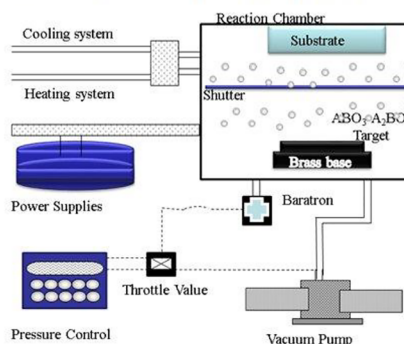 Reaction Chamber
Cooling system
Substrate
Heating system
Shutter
ABO₃ A₂BO
Target
Brass base
Power Supplies
Baratron
Throttle Value
Pressure Control
Vacuum Pump